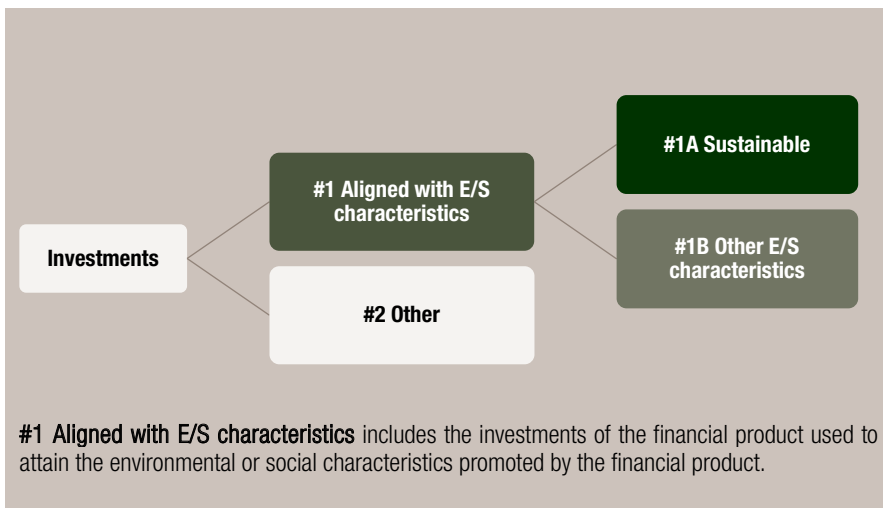 #1A Sustainable
#1 Aligned with E/S
characteristics
#1B Other E/S
characteristics
Investments
#2 Other
#1 Aligned with E/S characteristics includes the investments of the financial product used to
attain the environmental or social characteristics promoted by the financial product.